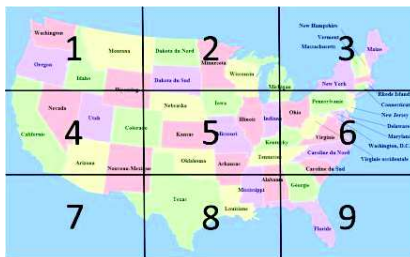 New Hampshire
Vermont
Massachusetts
Maine
Washington
Montana
Dakota du Nord
Minnesota
Oregon
Idaho
Dakota du Sud
Wisconsin
Michigan
New York
1
2
3
Wyoming
Rhode Island
Connecticut
New Jersey
Delaware
Maryland
Washington, D.C
Virginie occidentale
Nevada
Utah
Nebraska
Iowa
Pennsylvanie
Californie
Colorado
Kansas
Missouri
Illinois
Indiana
Ohio
Kentucky
Virginie
Caroline du Nord
Caroline du Sud
4
5
6
Arizona
Nouveau-Mexique
Oklahoma
Arkansas
Tennessee
Texas
Mississippi
Alabama
Géorgie
Louisiane
Floride
7
8
9